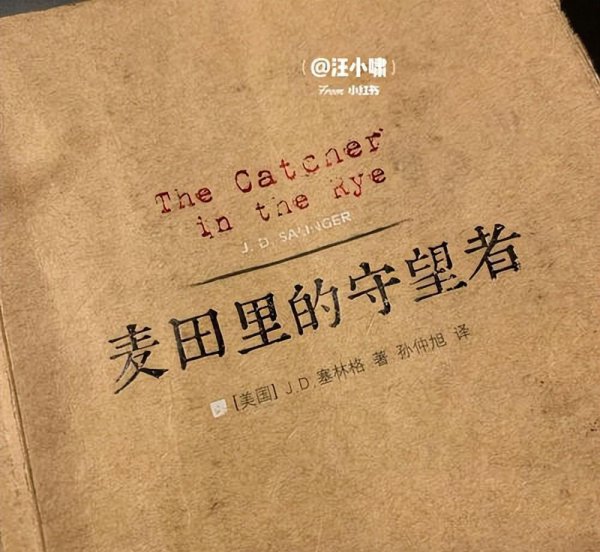 (@汪小啸)
From 小红书
The Catcher
in the Rye
J. D. SALINGER
麦田里的守望者
[美国] J.D.塞林格 著 孙仲旭 译